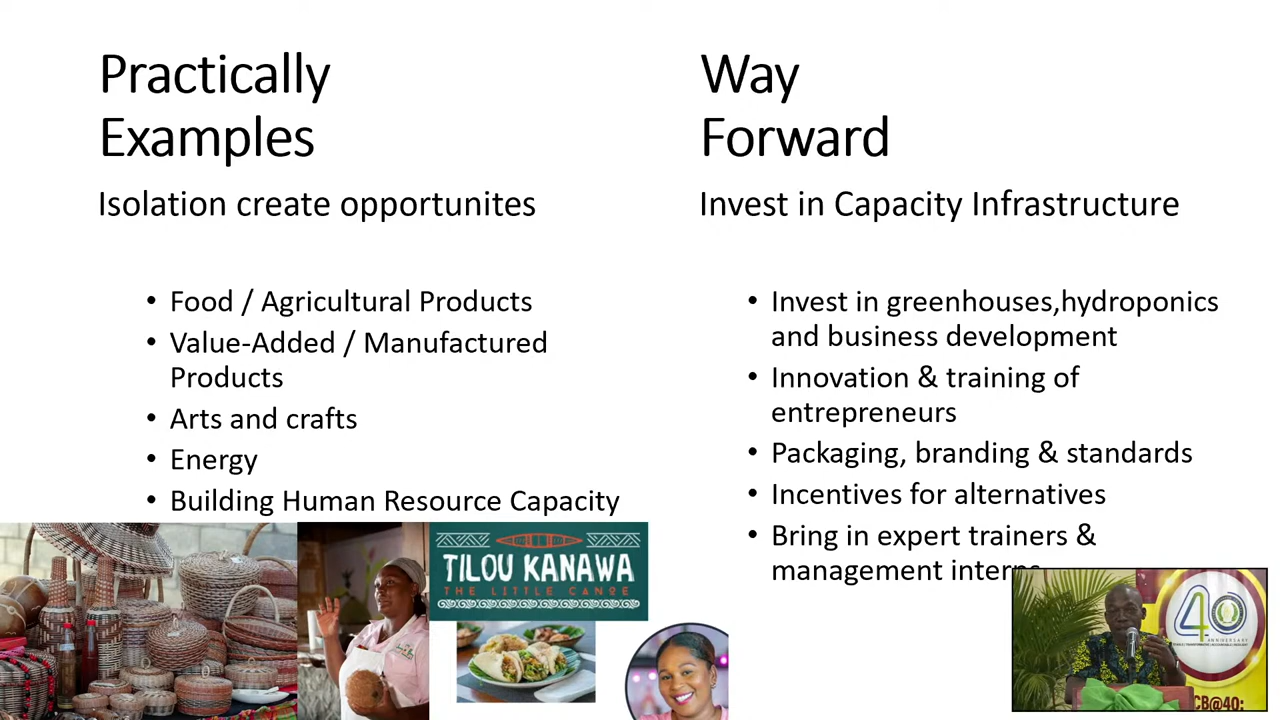 Practically
Examples
Isolation create opportunites
• Food / Agricultural Products
• Value-Added / Manufactured
Products
• Arts and crafts
• Energy
• Building Human Resource Capacity
TILOU KANAWA
THE LITTLE CANOE
Way
Forward
Invest in Capacity Infrastructure
• Invest in greenhouses,hydroponics
and business development
• Innovation & training of
entrepreneurs
• Packaging, branding & standards
• Incentives for alternatives
• Bring in expert trainers &
management interns
40
ANNIVERSARY
CB@40: